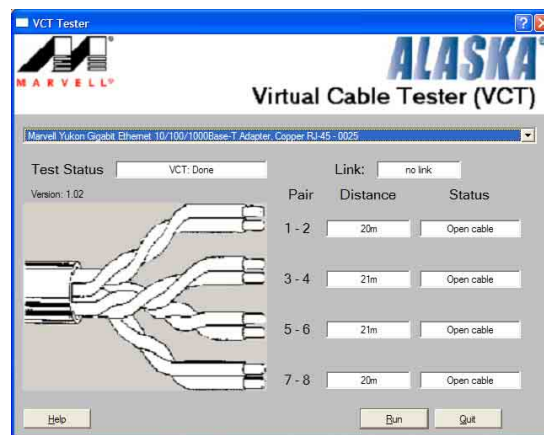 VCT Tester
MARVELL®
ALASKA®
Virtual Cable Tester (VCT)
Marvell Yukon Gigabit Ethernet 10/100/1000Base-T Adapter, Copper RJ-45 - 0025
Test Status VCT: Done Link: no link
Version: 1.02 Pair Distance Status
1 - 2 20m Open cable
3 - 4 21m Open cable
5 - 6 21m Open cable
7 - 8 20m Open cable
Help Run Quit